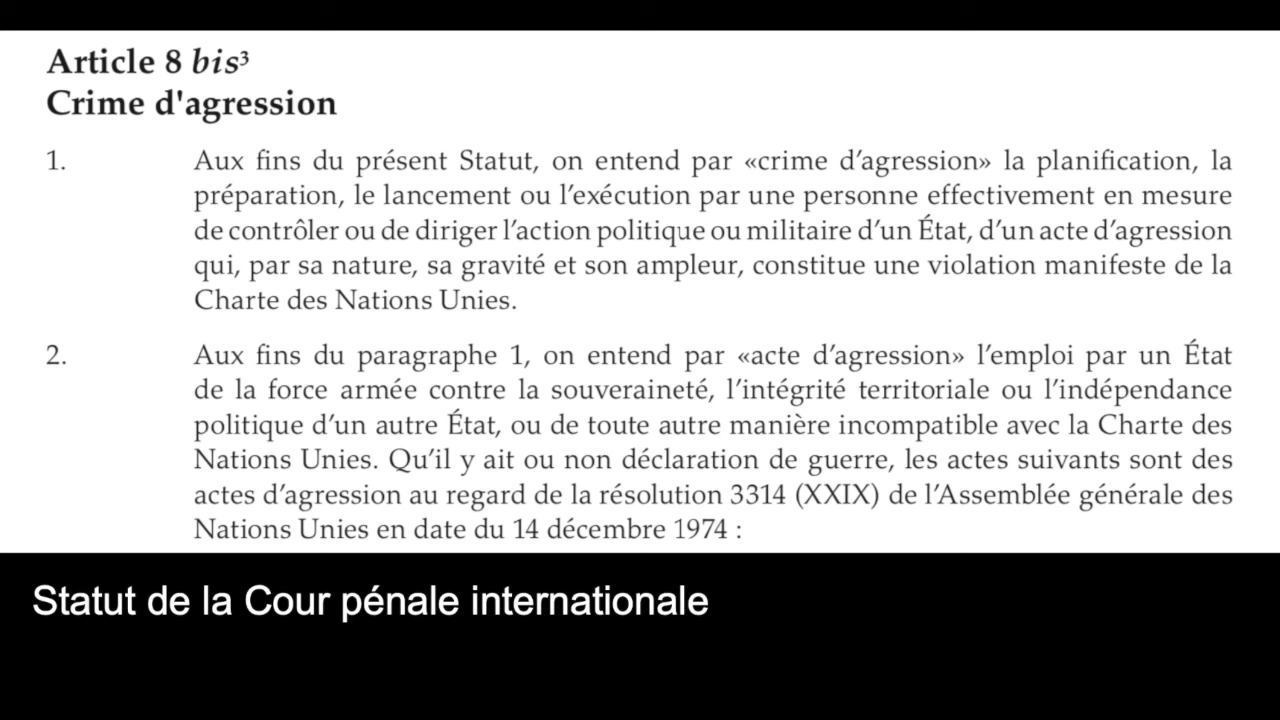 Article 8 bis³
Crime d'agression
1. Aux fins du présent Statut, on entend par «crime d’agression» la planification, la
préparation, le lancement ou l’exécution par une personne effectivement en mesure
de contrôler ou de diriger l’action politique ou militaire d’un État, d’un acte d’agression
qui, par sa nature, sa gravité et son ampleur, constitue une violation manifeste de la
Charte des Nations Unies.
2. Aux fins du paragraphe 1, on entend par «acte d’agression» l’emploi par un État
de la force armée contre la souveraineté, l’intégrité territoriale ou l’indépendance
politique d’un autre État, ou de toute autre manière incompatible avec la Charte des
Nations Unies. Qu’il y ait ou non déclaration de guerre, les actes suivants sont des
actes d’agression au regard de la résolution 3314 (XXIX) de l’Assemblée générale des
Nations Unies en date du 14 décembre 1974 :
Statut de la Cour pénale internationale